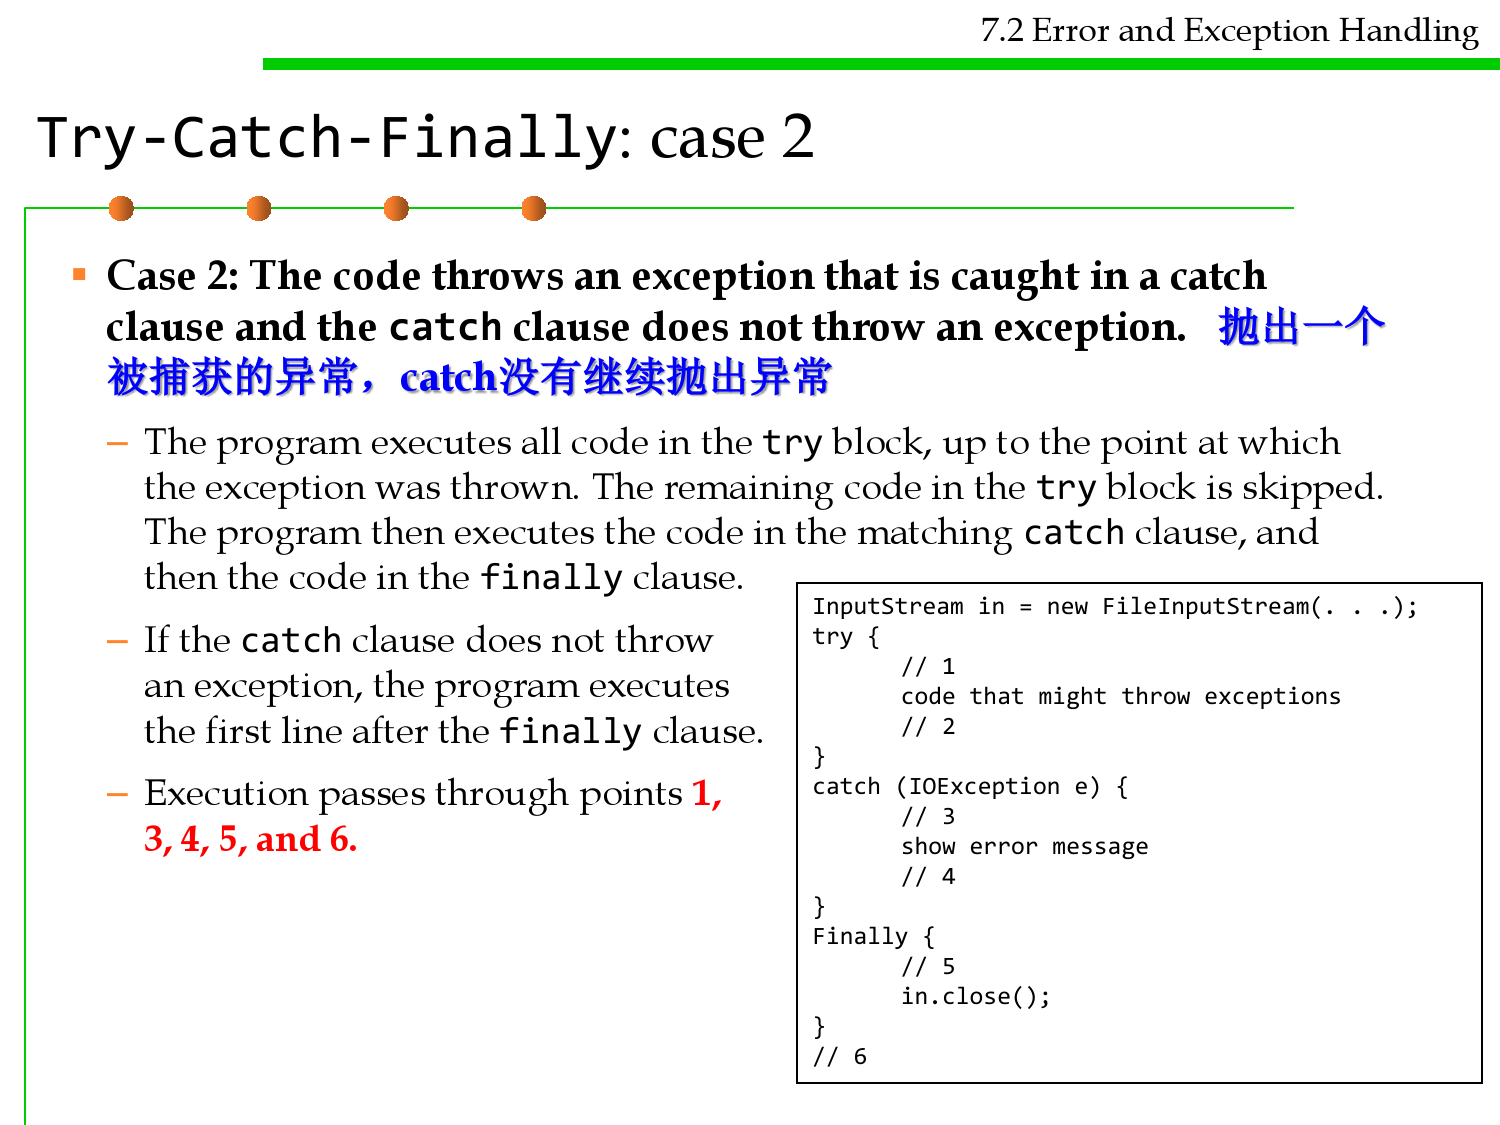 7.2 Error and Exception Handling
Try-Catch-Finally: case 2
Case 2: The code throws an exception that is caught in a catch
clause and the catch clause does not throw an exception. 抛出一个
被捕获的异常，catch没有继续抛出异常
– The program executes all code in the try block, up to the point at which
the exception was thrown. The remaining code in the try block is skipped.
The program then executes the code in the matching catch clause, and
then the code in the finally clause.
– If the catch clause does not throw
an exception, the program executes
the first line after the finally clause.
– Execution passes through points 1,
3, 4, 5, and 6.
InputStream in = new FileInputStream(. . .);
try {
// 1
code that might throw exceptions
// 2
}
catch (IOException e) {
// 3
show error message
// 4
}
Finally {
// 5
in.close();
}
// 6